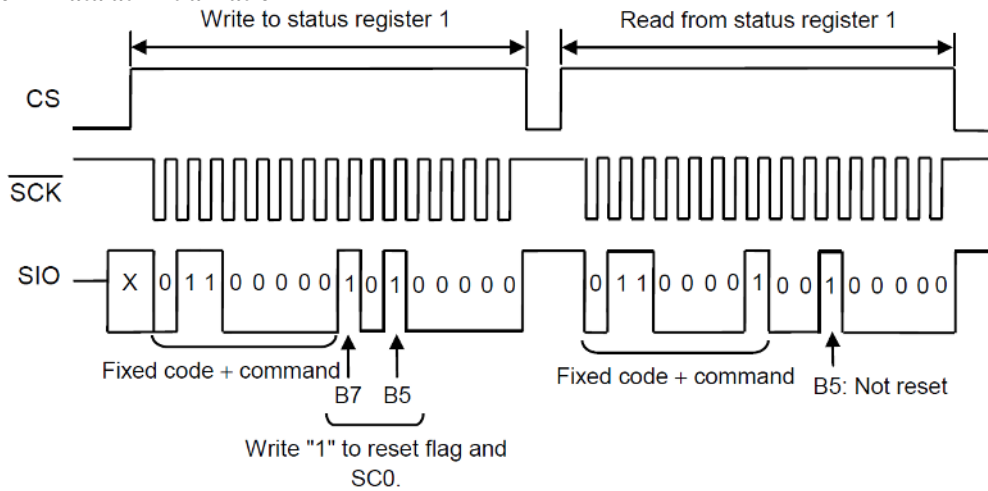 Write to status register 1
Read from status register 1
CS
SCK
SIO
X 0 1 1 0 0 0 0 0 1 0 1 0 0 0 0 0
0 1 1 0 0 0 0 1 0 0 1 0 0 0 0 0
Fixed code + command
B7 B5
Fixed code + command
B5: Not reset
Write "1" to reset flag and
SC0.